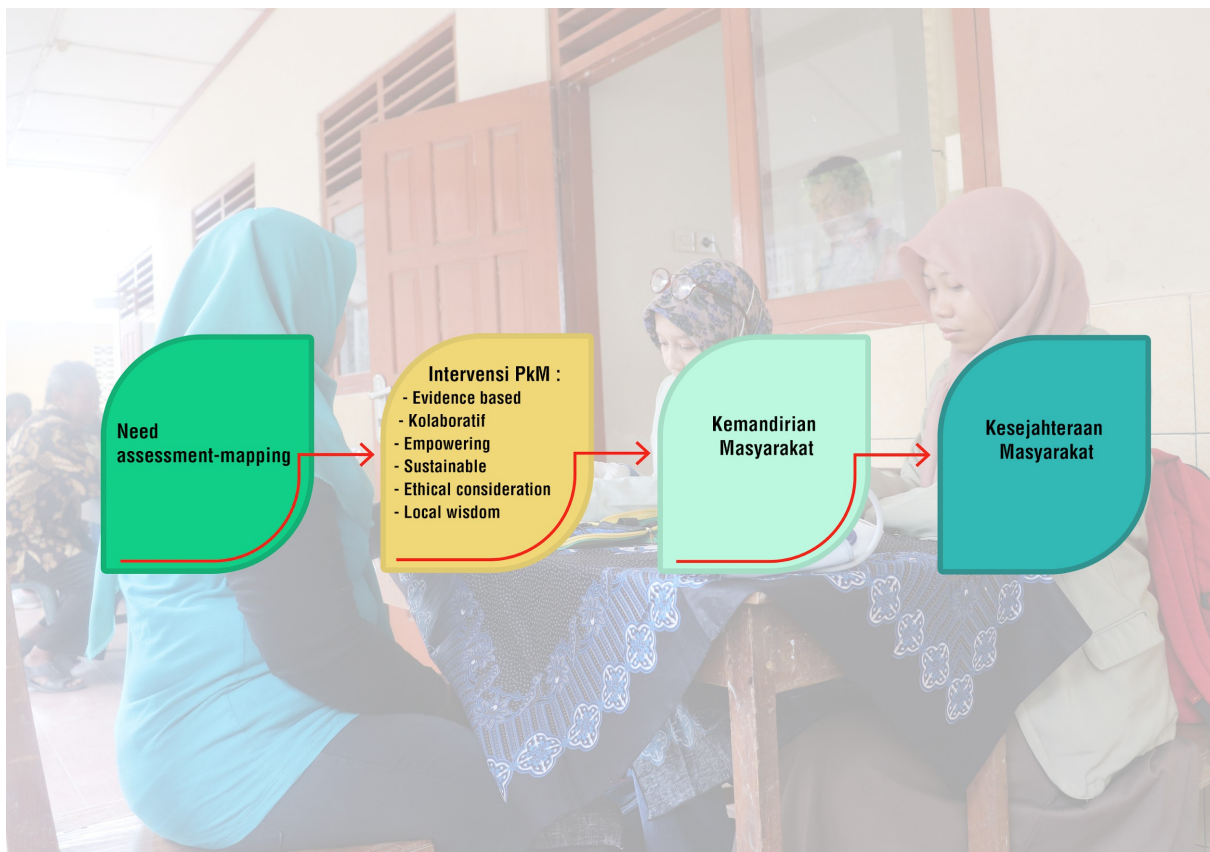 Need
assessment-mapping
Intervensi PkM :
- Evidence based
- Kolaboratif
- Empowering
- Sustainable
- Ethical consideration
- Local wisdom
Kemandirian
Masyarakat
Kesejahteraan
Masyarakat